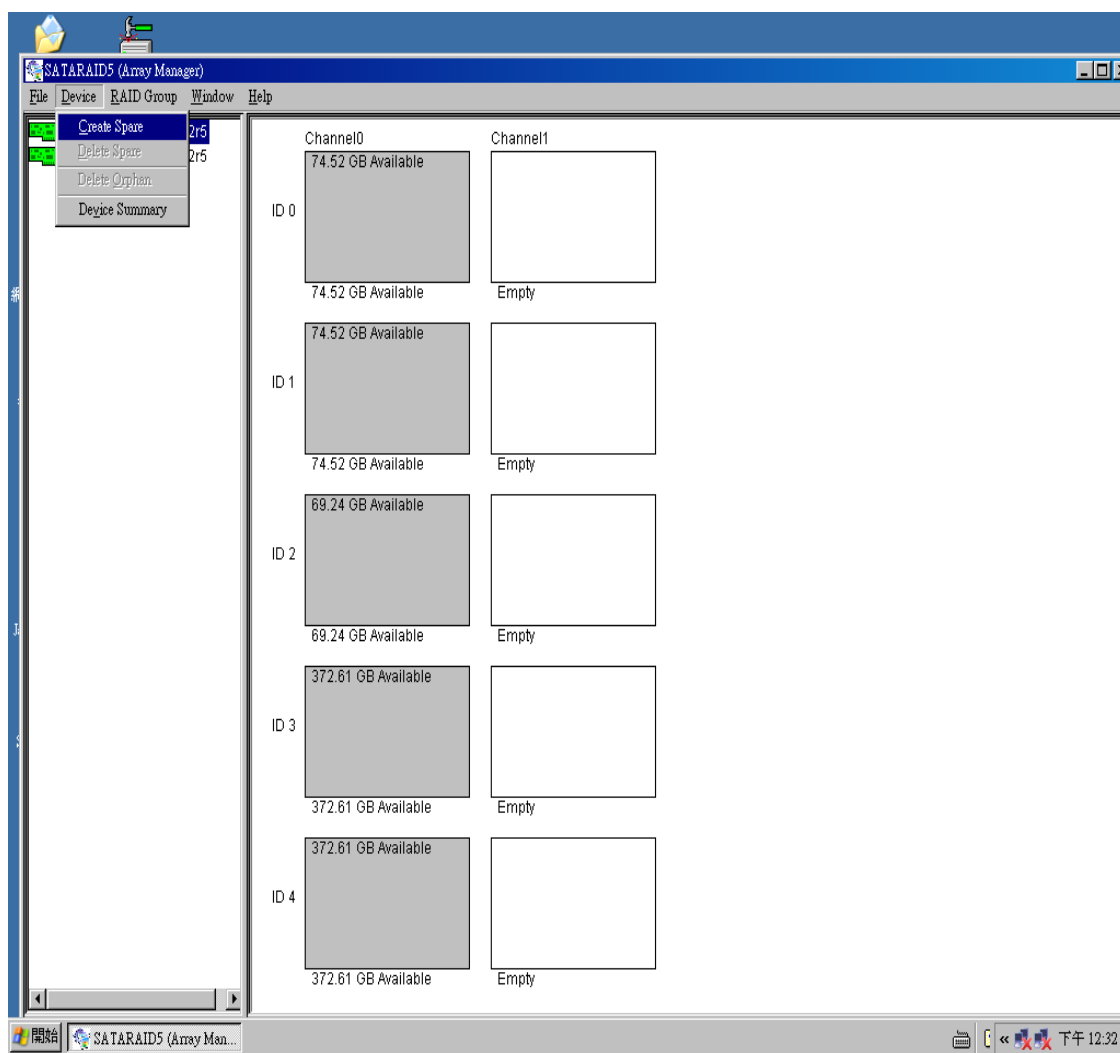 SATARAID5 (Array Manager)
File Device RAID Group Window Help
Create Spare
Delete Spare
Delete Orphan
Device Summary
2r5
2r5
Channel0 Channel1
74.52 GB Available
ID 0
74.52 GB Available Empty
74.52 GB Available
ID 1
74.52 GB Available Empty
69.24 GB Available
ID 2
69.24 GB Available Empty
372.61 GB Available
ID 3
372.61 GB Available Empty
372.61 GB Available
ID 4
372.61 GB Available Empty
開始 SATARAID5 (Array Man... « 下午 12:32